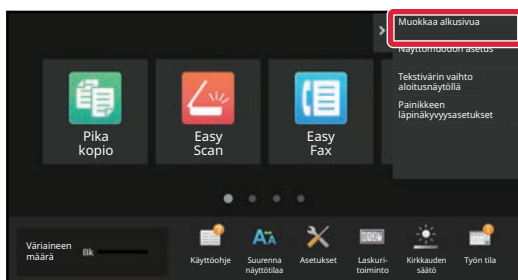 Muokkaa alkusivua
Näyttömuodon asetus
Tekstivärin vaihto
aloitusnäytöllä
Painikkeen
läpinäkyvyysasetukset
Pika
kopio
Easy
Scan
Easy
Fax
Väriaineen
määrä
Bk
Käyttöohje
Suurenna
näyttötilaa
Asetukset
Laskuri-
toiminto
Kirkkauden
säätö
Työn tila